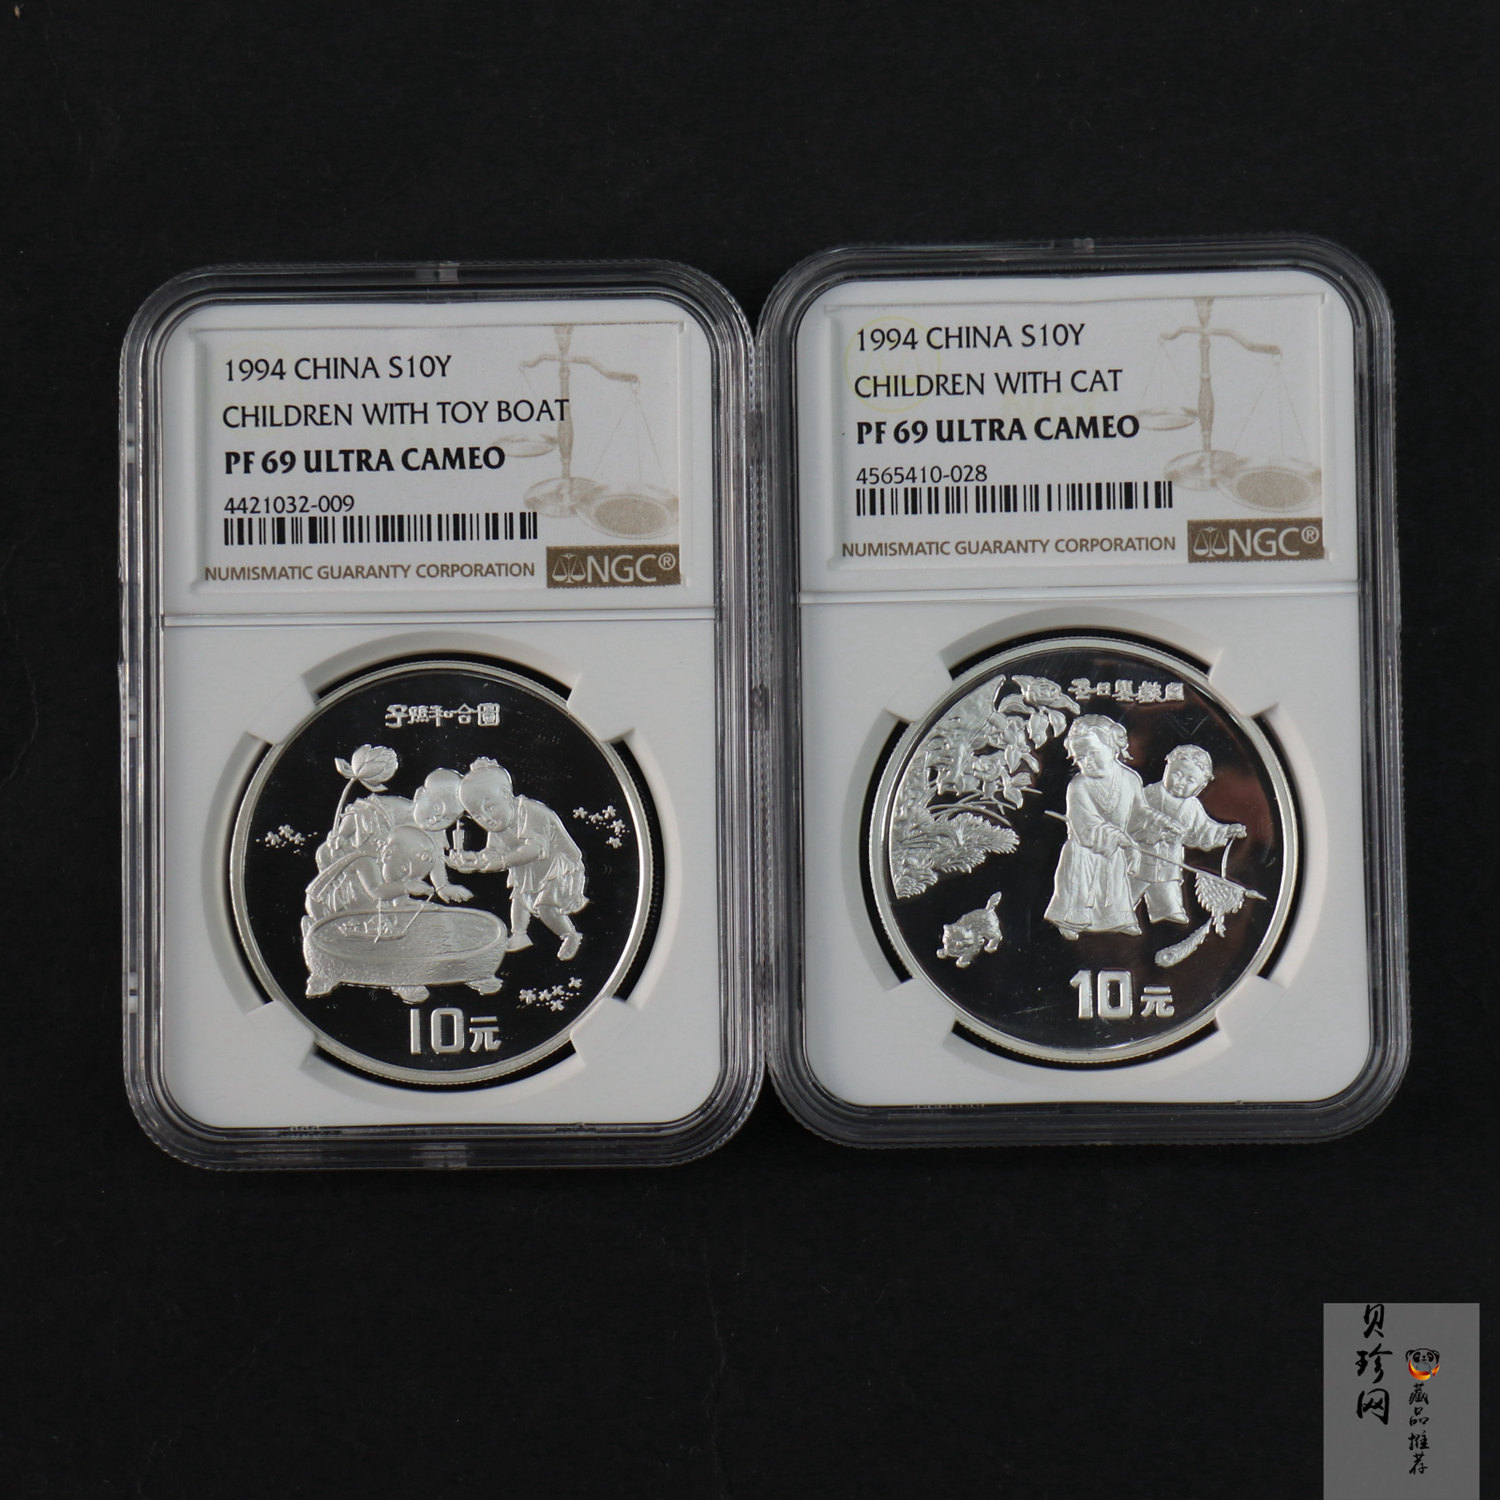 1994 CHINA S10Y
CHILDREN WITH TOY BOAT
PF 69 ULTRA CAMEO
4421032-009
NUMISMATIC GUARANTY CORPORATION
NGC®
10元
1994 CHINA S10Y
CHILDREN WITH CAT
PF 69 ULTRA CAMEO
4565410-028
NUMISMATIC GUARANTY CORPORATION
NGC®
10元
贝珍网
藏品推荐